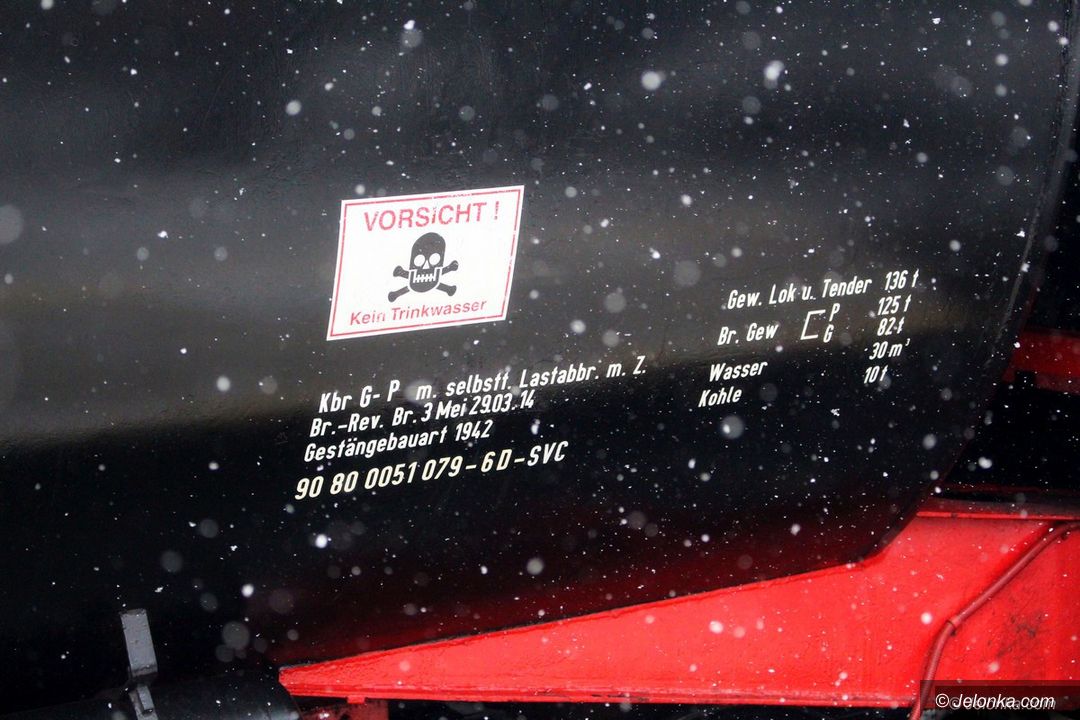 VORSiCHT !
Kein Trinkwasser
Kbr G- P m. selbstt. Lastabbr. m. Z.
Br.-Rev. Br. 3 Mei 29.03.14
Gestängebauart 1942
90 80 0051 079-6 D-SVC
Gew. Lok u. Tender 136 t
Br. Gew P 125 t
G 82 t
Wasser 30 m³
Kohle 10 t
© Jelonka.com